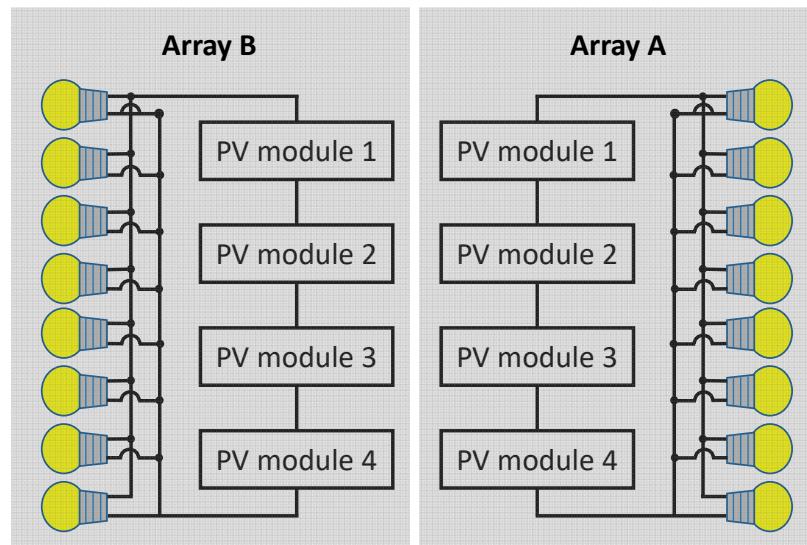 Array B
PV module 1
PV module 2
PV module 3
PV module 4
Array A
PV module 1
PV module 2
PV module 3
PV module 4